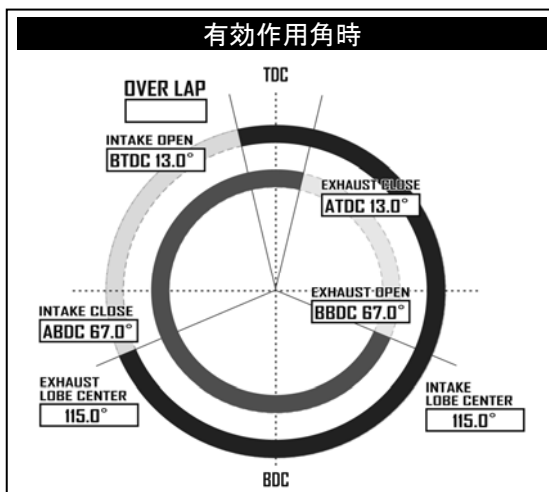 有効作用角時
TDC
OVER LAP
INTAKE OPEN
BTDC 13.0°
EXHAUST CLOSE
ATDC 13.0°
EXHAUST OPEN
BBDC 67.0°
INTAKE CLOSE
ABDC 67.0°
EXHAUST
LOBE CENTER
115.0°
INTAKE
LOBE CENTER
115.0°
BDC